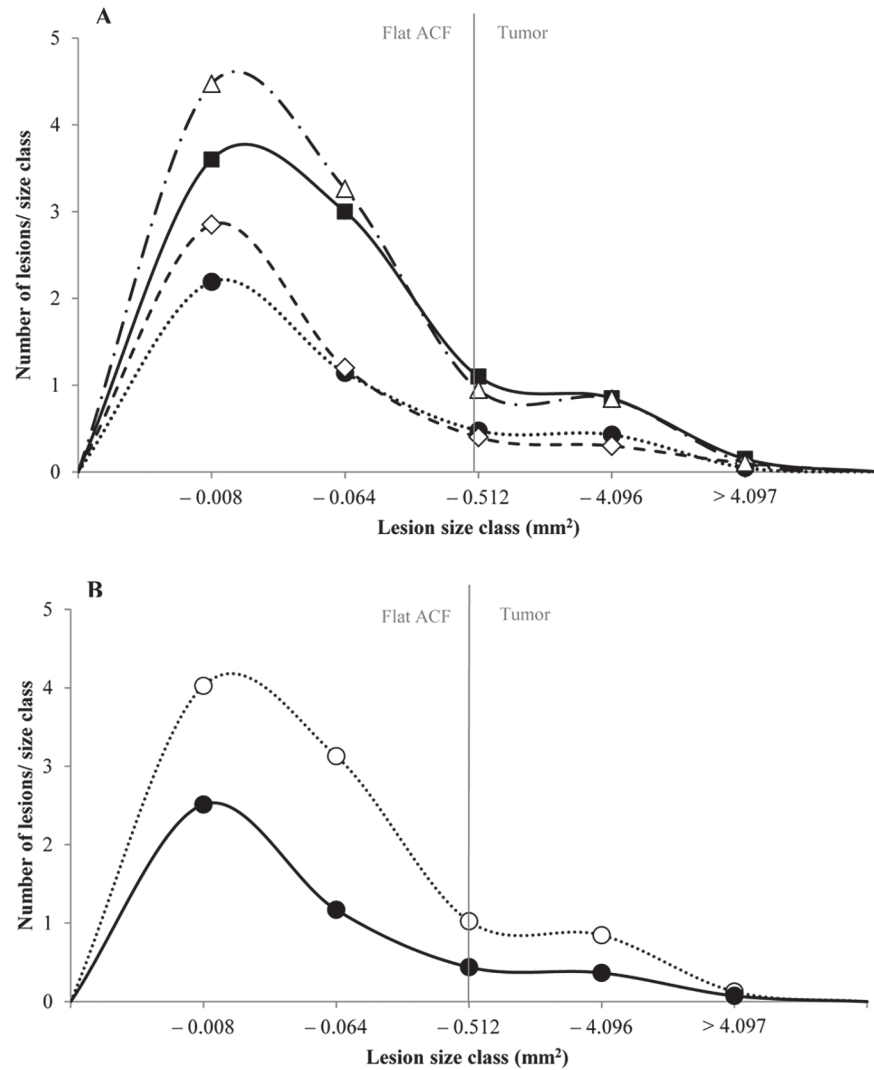 A
Flat ACF Tumor
Number of lesions/ size class
5
4
3
2
1
0
– 0.008 – 0.064 – 0.512 – 4.096 > 4.097
Lesion size class (mm²)
B
Flat ACF Tumor
Number of lesions/ size class
5
4
3
2
1
0
– 0.008 – 0.064 – 0.512 – 4.096 > 4.097
Lesion size class (mm²)